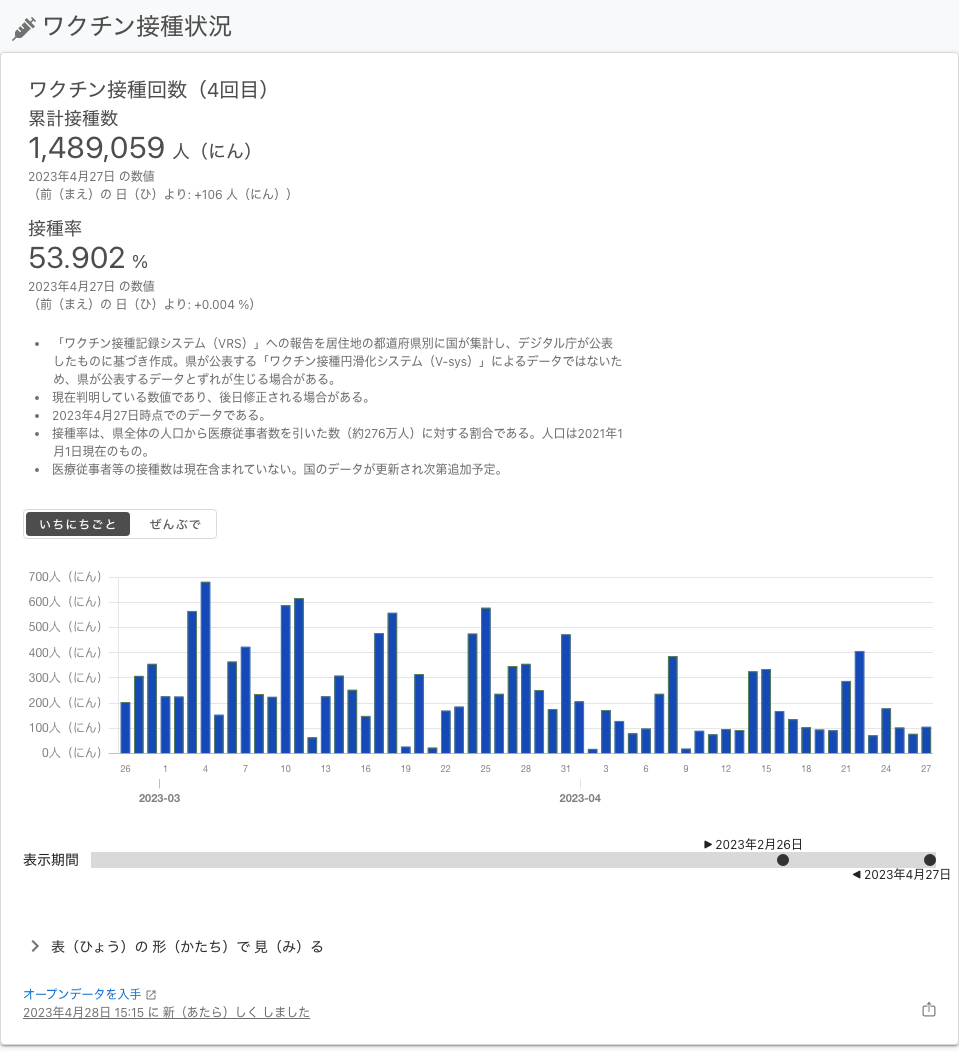 ワクチン接種状況
ワクチン接種回数（4回目）
累計接種数
1,489,059 人（にん）
2023年4月27日 の数値
（前（まえ）の 日（ひ）より: +106 人（にん））
接種率
53.902 %
2023年4月27日 の数値
（前（まえ）の 日（ひ）より: +0.004 %）
• 「ワクチン接種記録システム（VRS）」への報告を居住地の都道府県別に国が集計し、デジタル庁が公表
したものに基づき作成。県が公表する「ワクチン接種円滑化システム（V-sys）」によるデータではないた
め、県が公表するデータとずれが生じる場合がある。
• 現在判明している数値であり、後日修正される場合がある。
• 2023年4月27日時点でのデータである。
• 接種率は、県全体の人口から医療従事者数を引いた数（約276万人）に対する割合である。人口は2021年1
月1日現在のもの。
• 医療従事者等の接種数は現在含まれていない。国のデータが更新され次第追加予定。
いちにちごと ぜんぶで
700人（にん）
600人（にん）
500人（にん）
400人（にん）
300人（にん）
200人（にん）
100人（にん）
0人（にん）
26 1 4 7 10 13 16 19 22 25 28 31 3 6 9 12 15 18 21 24 27
2023-03 2023-04
2023年2月26日
表示期間
2023年4月27日
表（ひょう）の 形（かたち）で 見（み）る
オープンデータを入手
2023年4月28日 15:15 に 新（あたら）しく しました